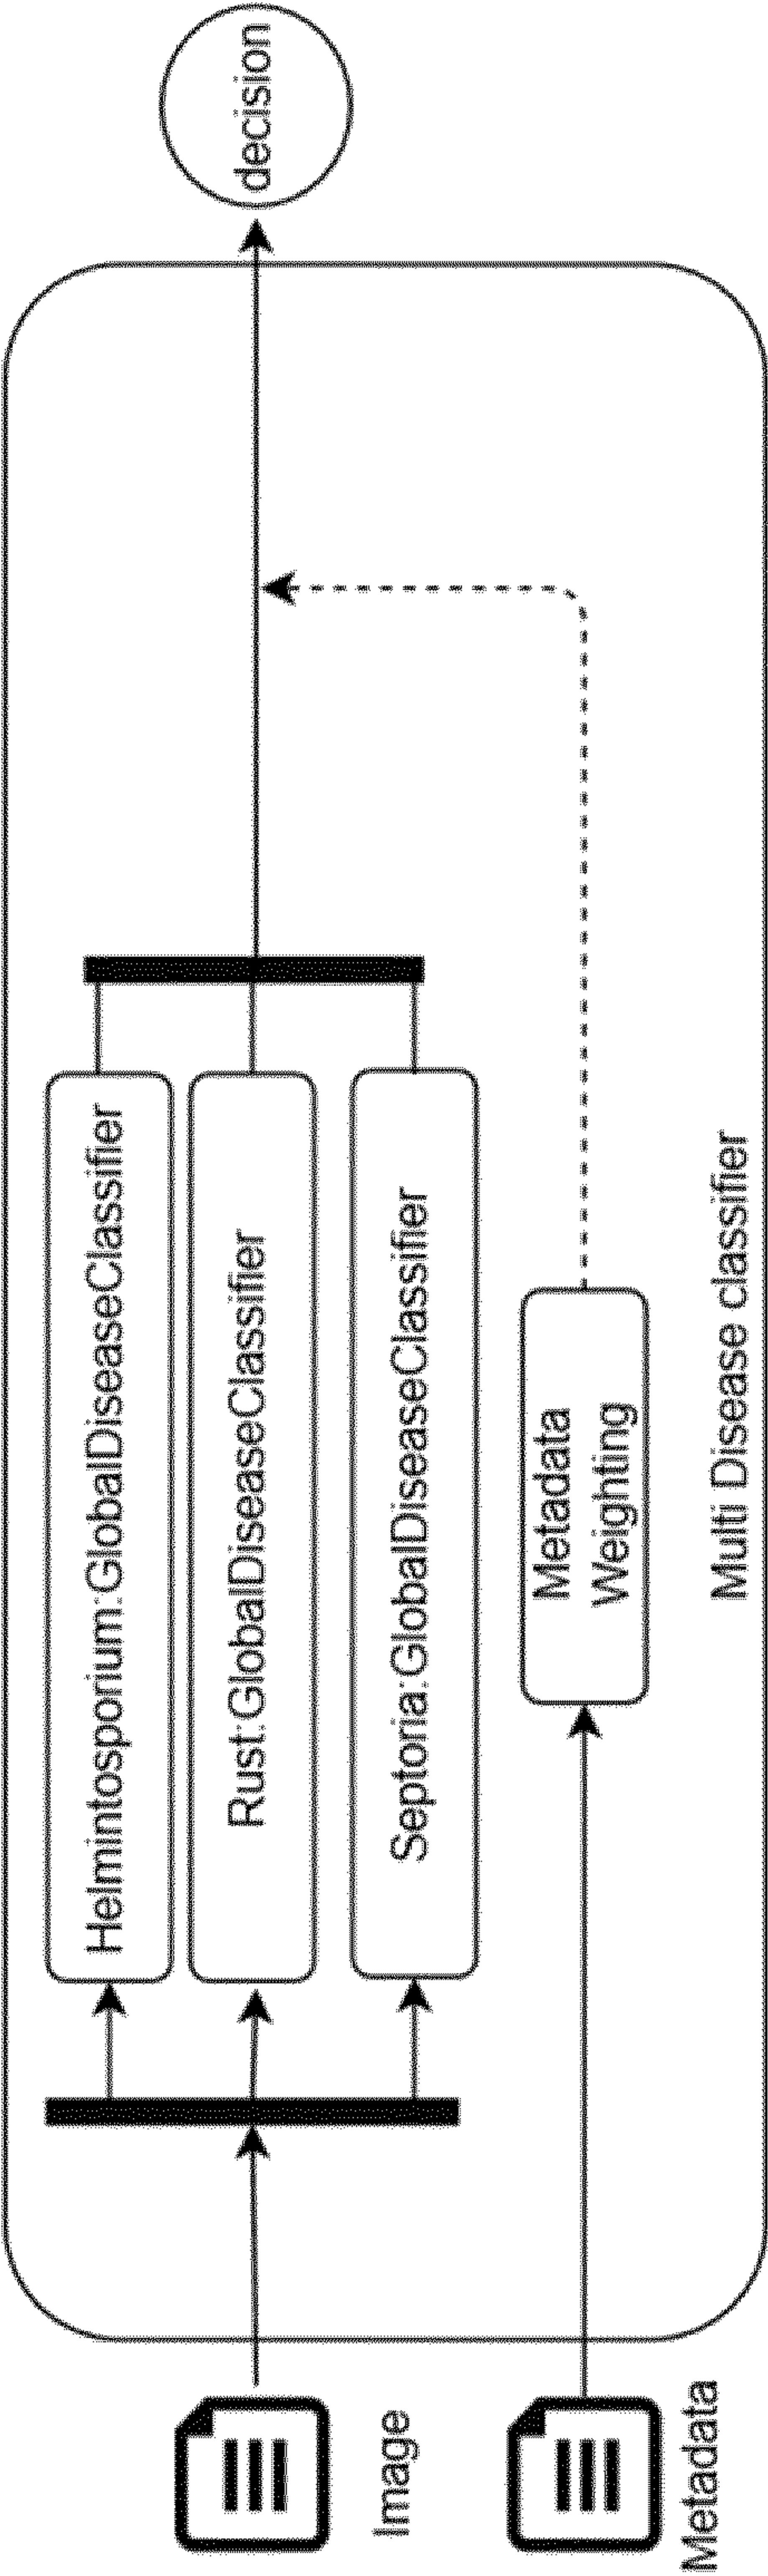 Image
Metadata
Helmintosporium:GlobalDiseaseClassifier
Rust:GlobalDiseaseClassifier
Septoria:GlobalDiseaseClassifier
Metadata
Weighting
Multi Disease classifier
decision